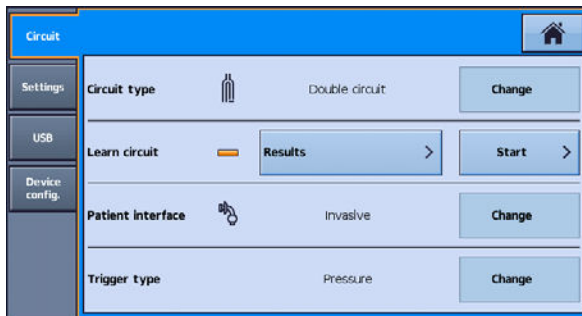 Circuit
Settings
USB
Device
config.
Circuit type Double circuit Change
Learn circuit Results > Start >
Patient interface Invasive Change
Trigger type Pressure Change